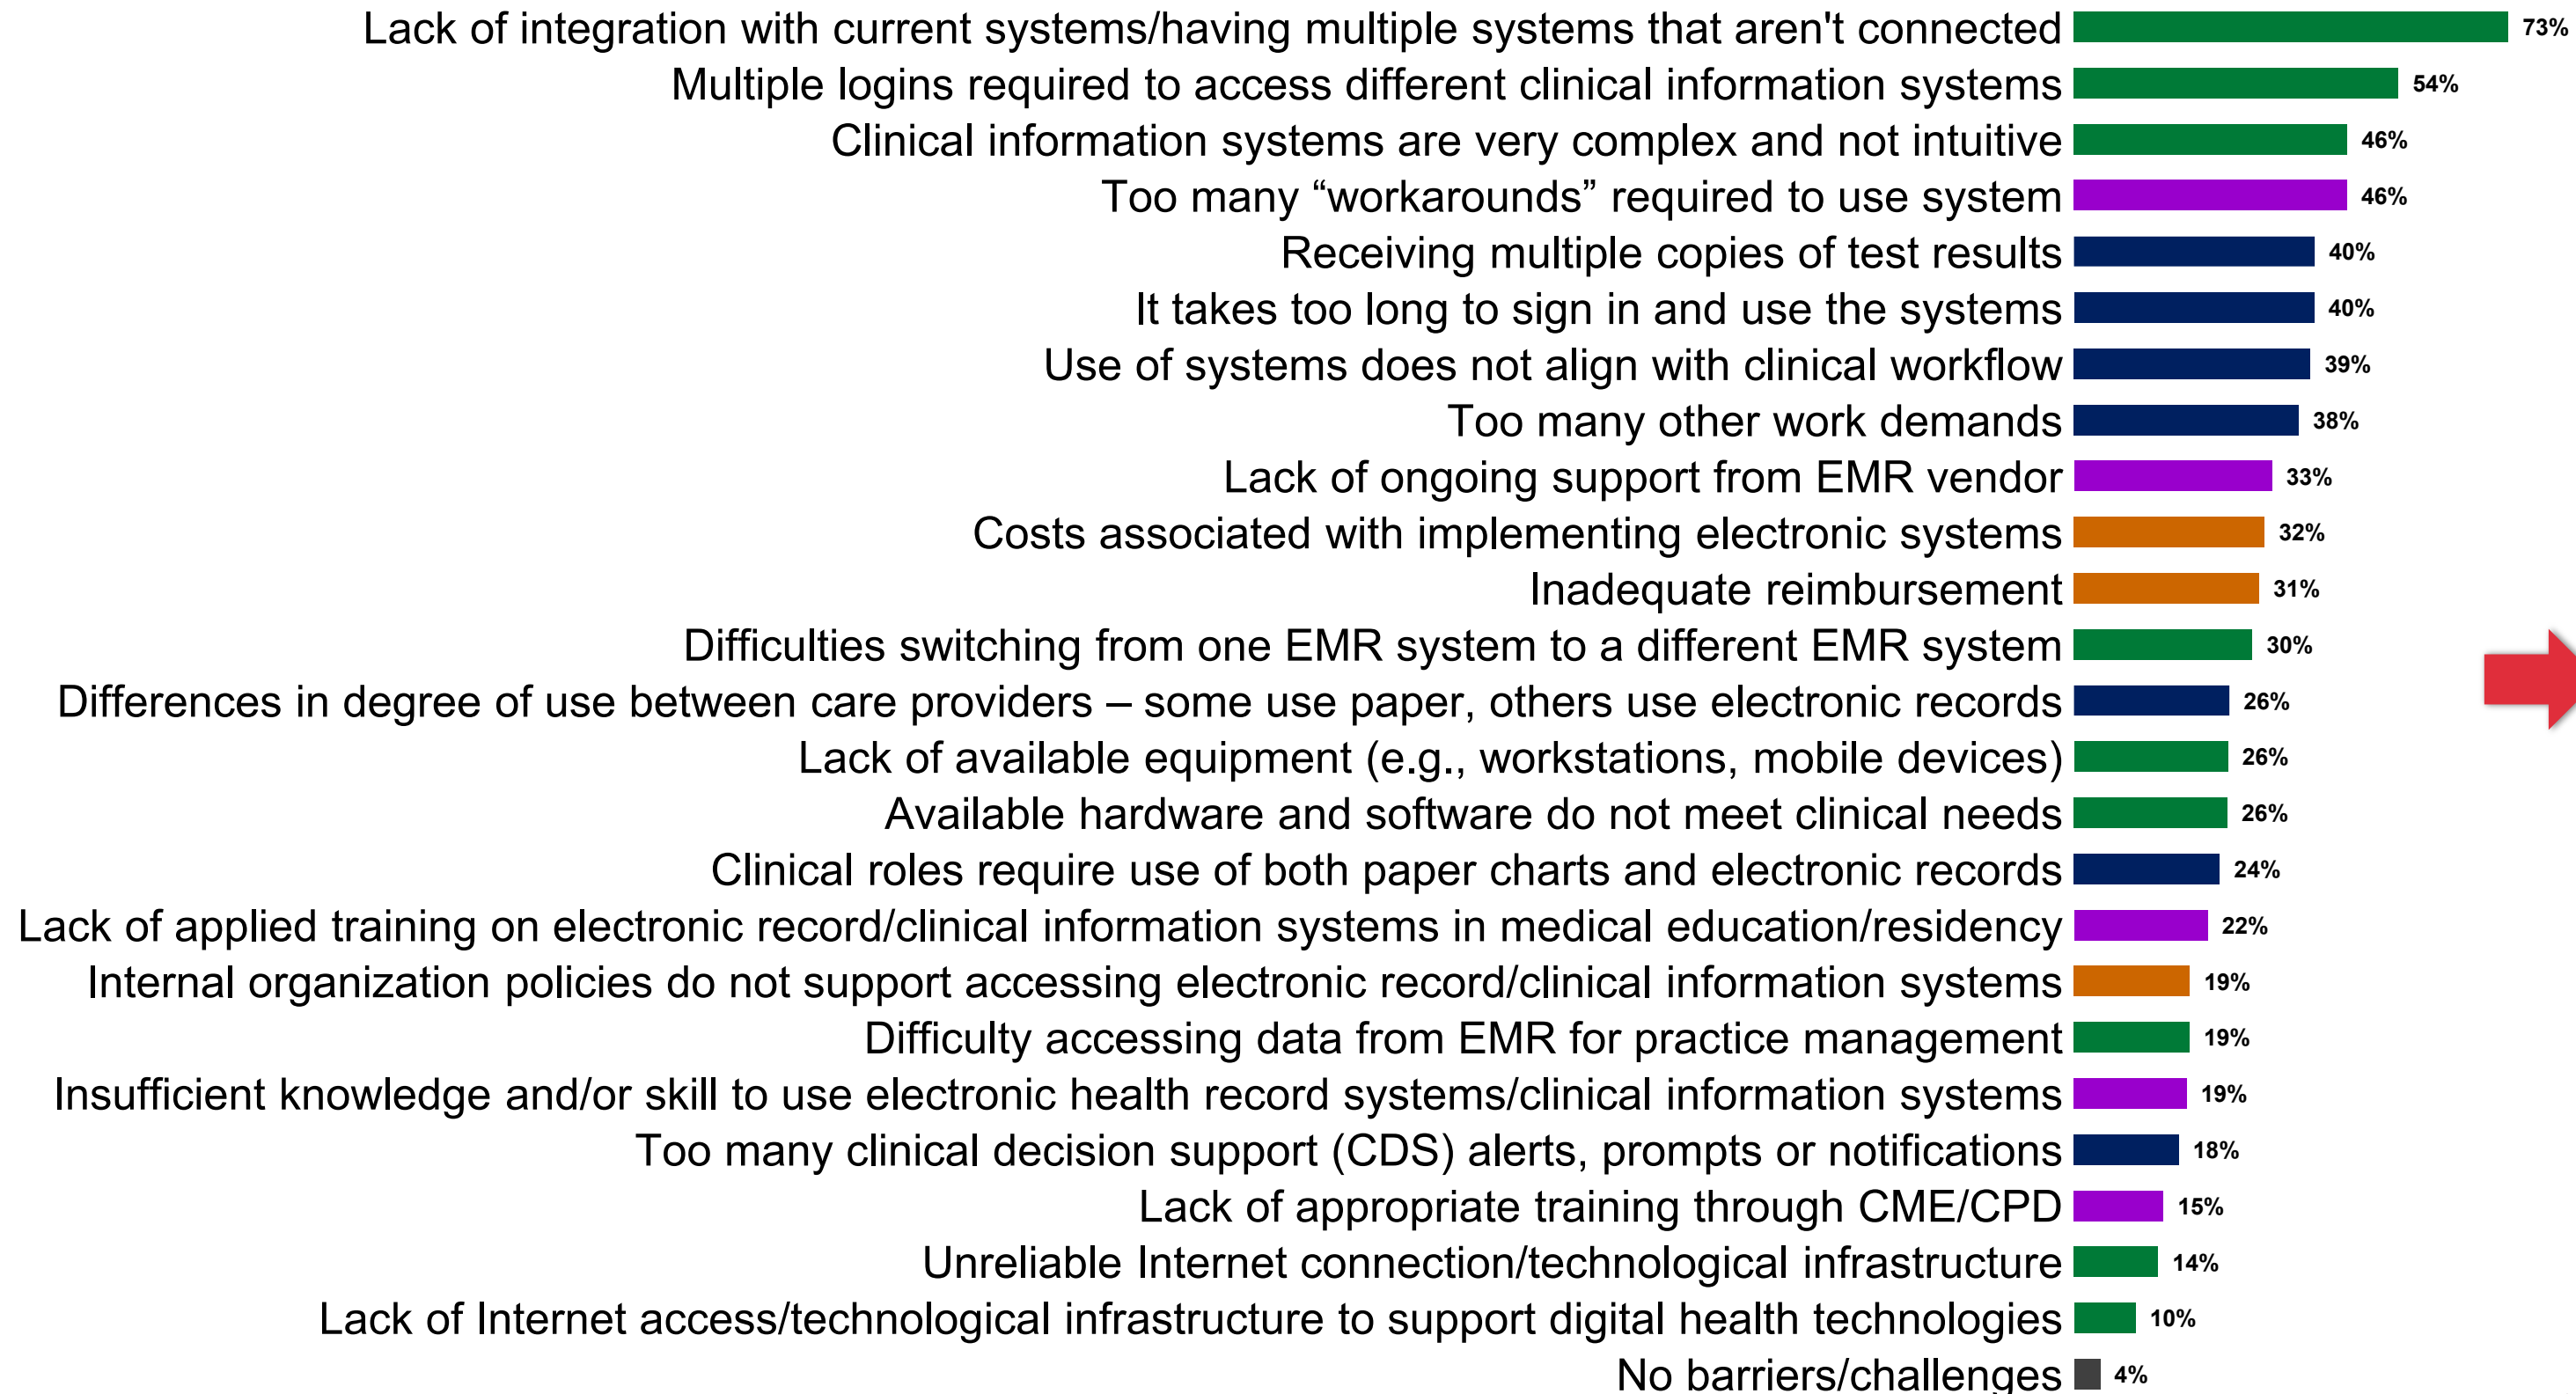 Lack of integration with current systems/having multiple systems that aren't connected 73%
Multiple logins required to access different clinical information systems 54%
Clinical information systems are very complex and not intuitive 46%
Too many “workarounds” required to use system 46%
Receiving multiple copies of test results 40%
It takes too long to sign in and use the systems 40%
Use of systems does not align with clinical workflow 39%
Too many other work demands 38%
Lack of ongoing support from EMR vendor 33%
Costs associated with implementing electronic systems 32%
Inadequate reimbursement 31%
Difficulties switching from one EMR system to a different EMR system 30%
Differences in degree of use between care providers – some use paper, others use electronic records 26%
Lack of available equipment (e.g., workstations, mobile devices) 26%
Available hardware and software do not meet clinical needs 26%
Clinical roles require use of both paper charts and electronic records 24%
Lack of applied training on electronic record/clinical information systems in medical education/residency 22%
Internal organization policies do not support accessing electronic record/clinical information systems 19%
Difficulty accessing data from EMR for practice management 19%
Insufficient knowledge and/or skill to use electronic health record systems/clinical information systems 19%
Too many clinical decision support (CDS) alerts, prompts or notifications 18%
Lack of appropriate training through CME/CPD 15%
Unreliable Internet connection/technological infrastructure 14%
Lack of Internet access/technological infrastructure to support digital health technologies 10%
No barriers/challenges 4%